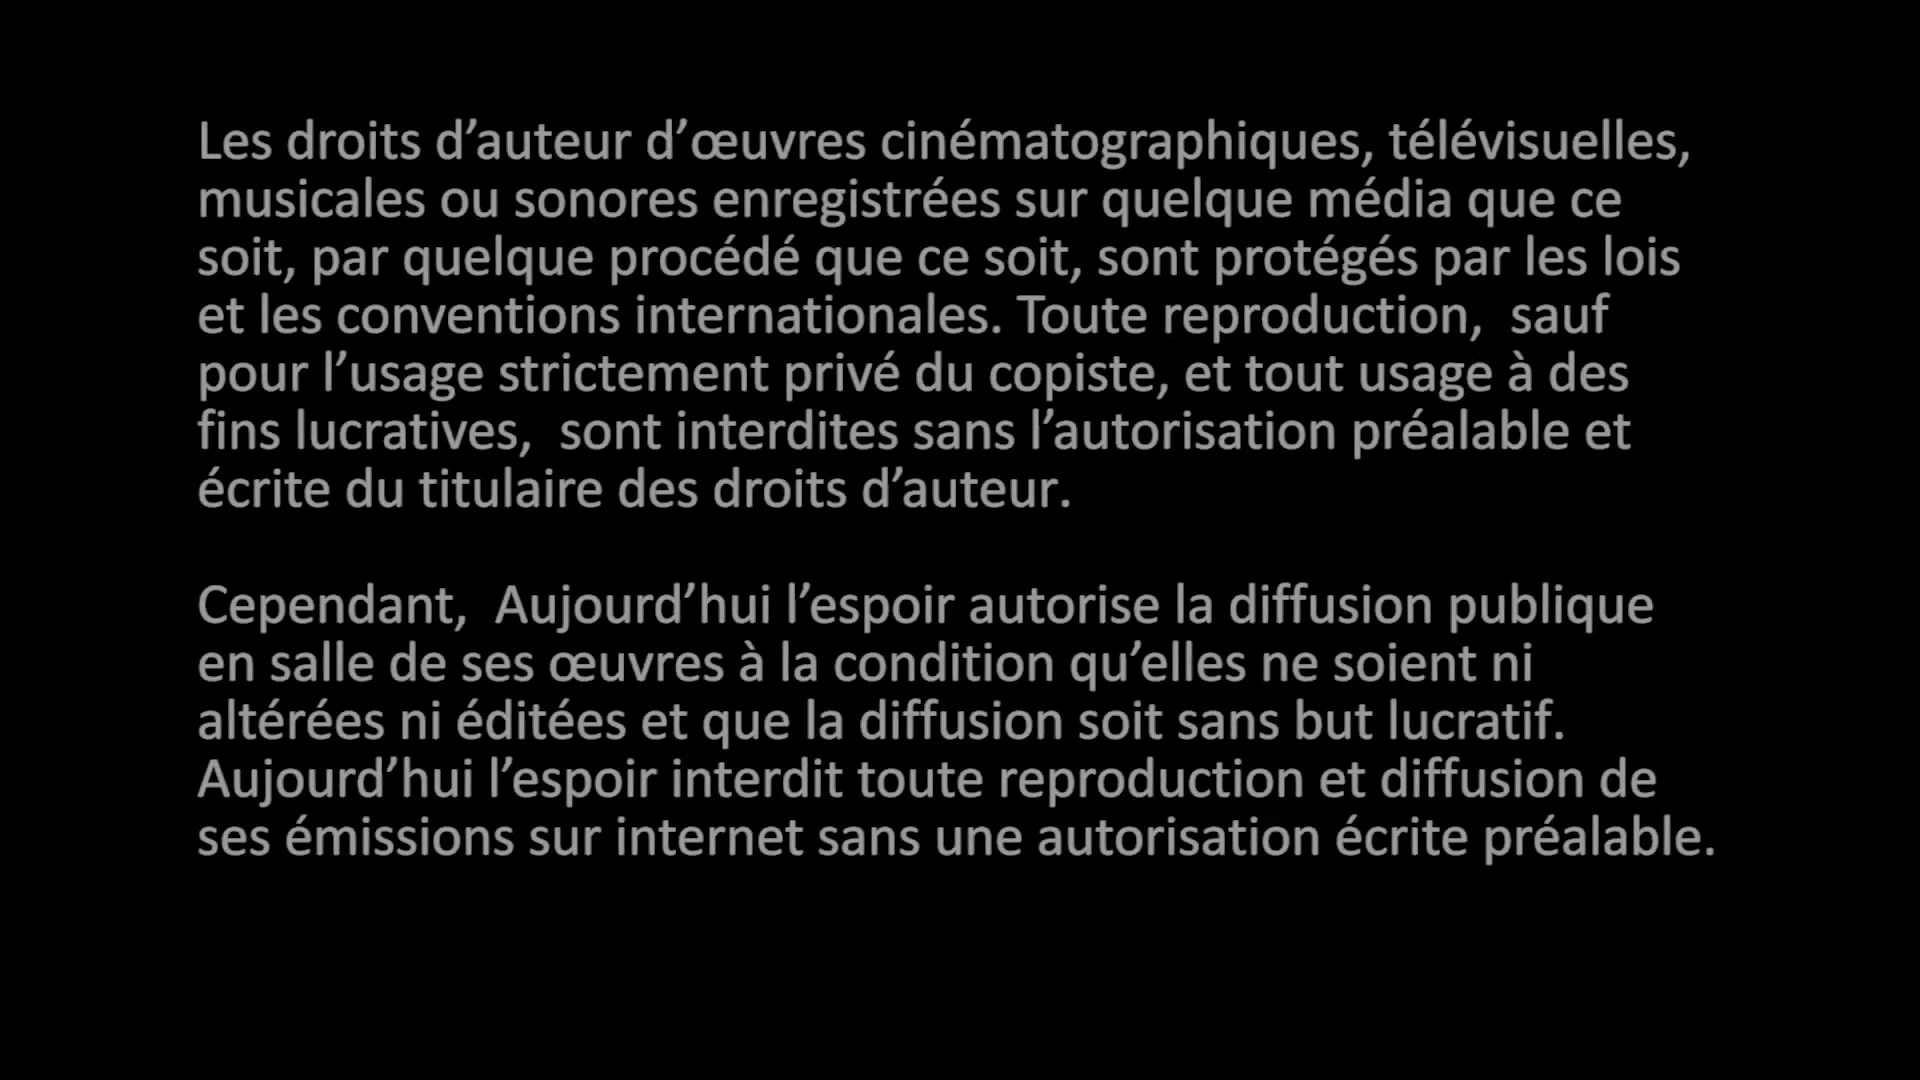 Les droits d’auteur d’œuvres cinématographiques, télévisuelles,
musicales ou sonores enregistrées sur quelque média que ce
soit, par quelque procédé que ce soit, sont protégés par les lois
et les conventions internationales. Toute reproduction,  sauf
pour l’usage strictement privé du copiste, et tout usage à des
fins lucratives,  sont interdites sans l’autorisation préalable et
écrite du titulaire des droits d’auteur.
Cependant,  Aujourd’hui l’espoir autorise la diffusion publique
en salle de ses œuvres à la condition qu’elles ne soient ni
altérées ni éditées et que la diffusion soit sans but lucratif.
Aujourd’hui l’espoir interdit toute reproduction et diffusion de
ses émissions sur internet sans une autorisation écrite préalable.